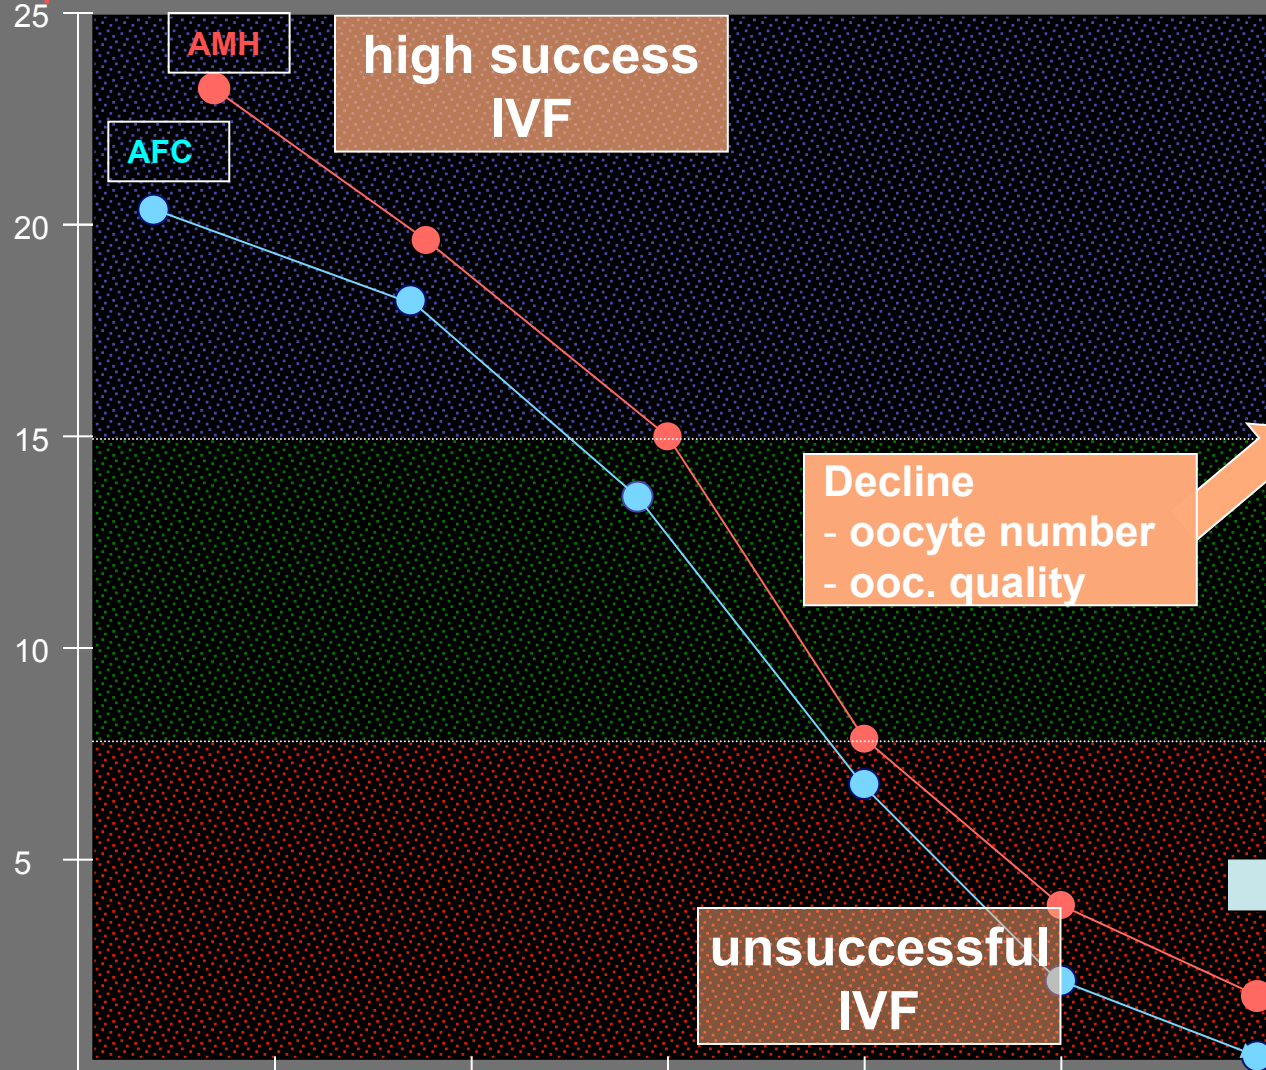 25
AMH
high success
IVF
AFC
20
15
Decline
- oocyte number
- ooc. quality
10
5
unsuccessful
IVF